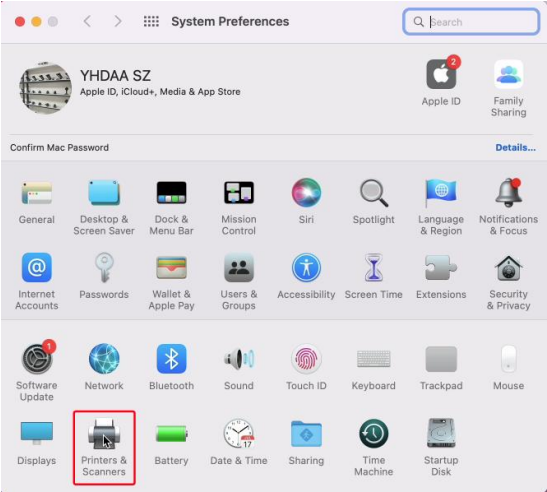 System Preferences
Search
YHDAA SZ
Apple ID, iCloud+, Media & App Store
2
Apple ID
Family
Sharing
Confirm Mac Password
Details...
General
Desktop &
Screen Saver
Dock &
Menu Bar
Mission
Control
Siri
Spotlight
Language
& Region
Notifications
& Focus
@
Internet
Accounts
Passwords
Wallet &
Apple Pay
Users &
Groups
Accessibility
Screen Time
Extensions
Security
& Privacy
1
Software
Update
Network
Bluetooth
Sound
Touch ID
Keyboard
Trackpad
Mouse
Displays
Printers &
Scanners
Battery
17
Date & Time
Sharing
Time
Machine
Startup
Disk